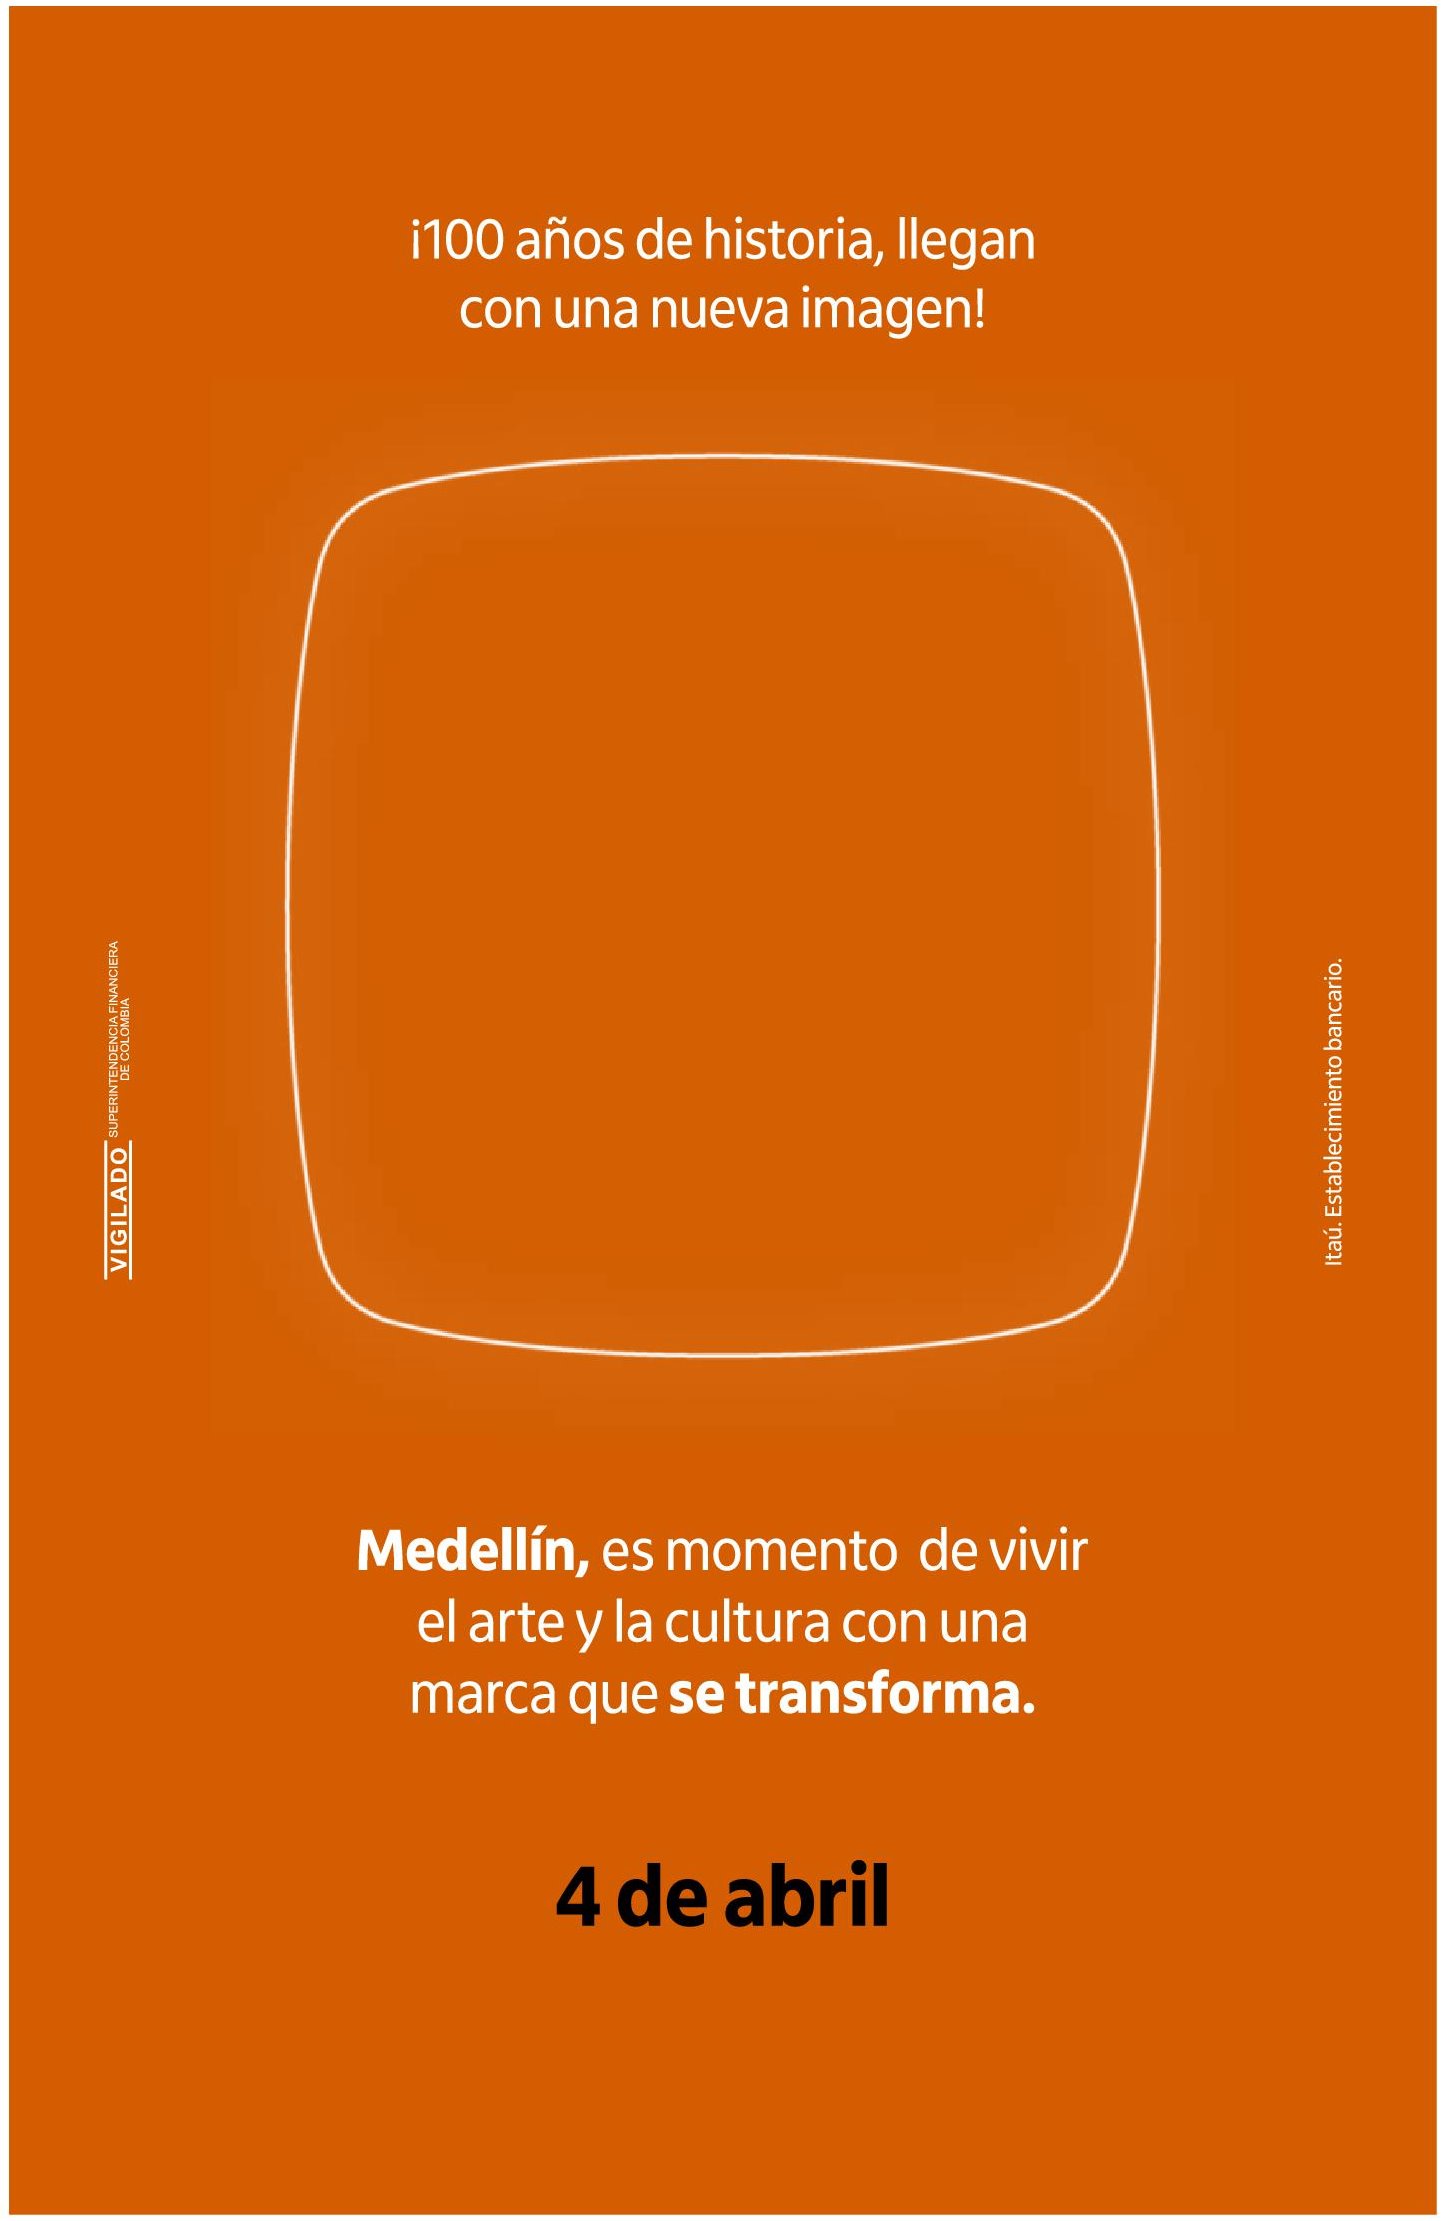 ¡100 años de historia, llegan
con una nueva imagen!
VIGILADO SUPERINTENDENCIA FINANCIERA
DE COLOMBIA
Itaú. Establecimiento bancario.
Medellín, es momento de vivir
el arte y la cultura con una
marca que se transforma.
4 de abril